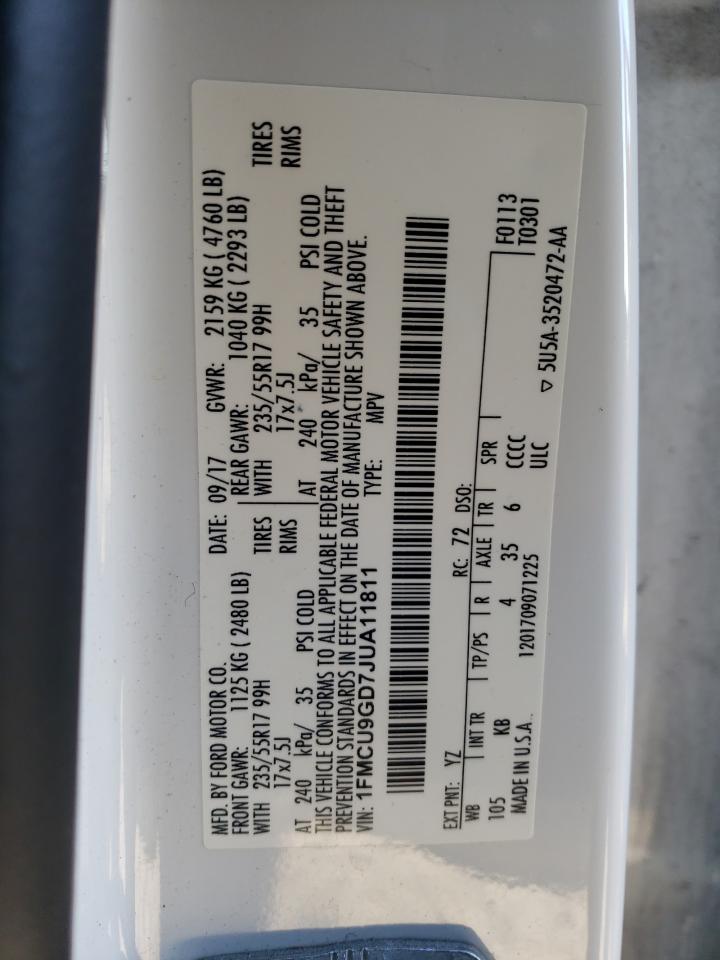 MFD. BY FORD MOTOR CO.
DATE: 09/17 GVWR: 2159 KG ( 4760 LB)
FRONT GAWR: 1125 KG ( 2480 LB) REAR GAWR: 1040 KG ( 2293 LB)
WITH 235/55R17 99H TIRES WITH 235/55R17 99H TIRES
17x7.5J RIMS 17x7.5J RIMS
AT 240 kPa/ 35 PSI COLD AT 240 kPa/ 35 PSI COLD
THIS VEHICLE CONFORMS TO ALL APPLICABLE FEDERAL MOTOR VEHICLE SAFETY AND THEFT
PREVENTION STANDARDS IN EFFECT ON THE DATE OF MANUFACTURE SHOWN ABOVE.
VIN: 1FMCU9GD7JUA11811 TYPE: MPV
EXT PNT: YZ RC: 72 DSO:
WB INT TR TP/PS R AXLE TR SPR F0113
105 KB 4 35 6 CCCC T0301
MADE IN U.S.A. 1201709071225 ULC ▽ 5U5A-3520472-AA